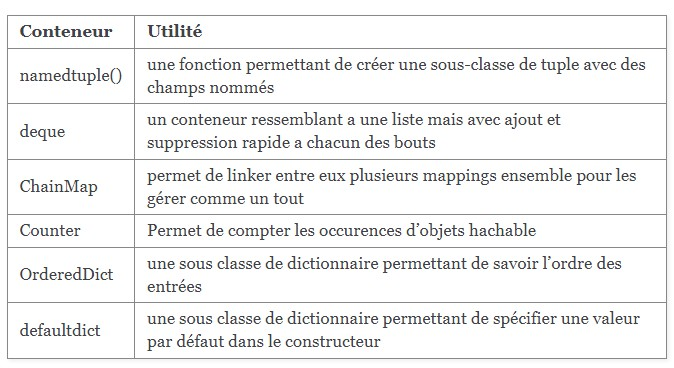 Conteneur Utilité
namedtuple() une fonction permettant de créer une sous-classe de tuple avec des
champs nommés
deque un conteneur ressemblant a une liste mais avec ajout et
suppression rapide a chacun des bouts
ChainMap permet de linker entre eux plusieurs mappings ensemble pour les
gérer comme un tout
Counter Permet de compter les occurences d’objets hachable
OrderedDict une sous classe de dictionnaire permettant de savoir l’ordre des
entrées
defaultdict une sous classe de dictionnaire permettant de spécifier une valeur
par défaut dans le constructeur